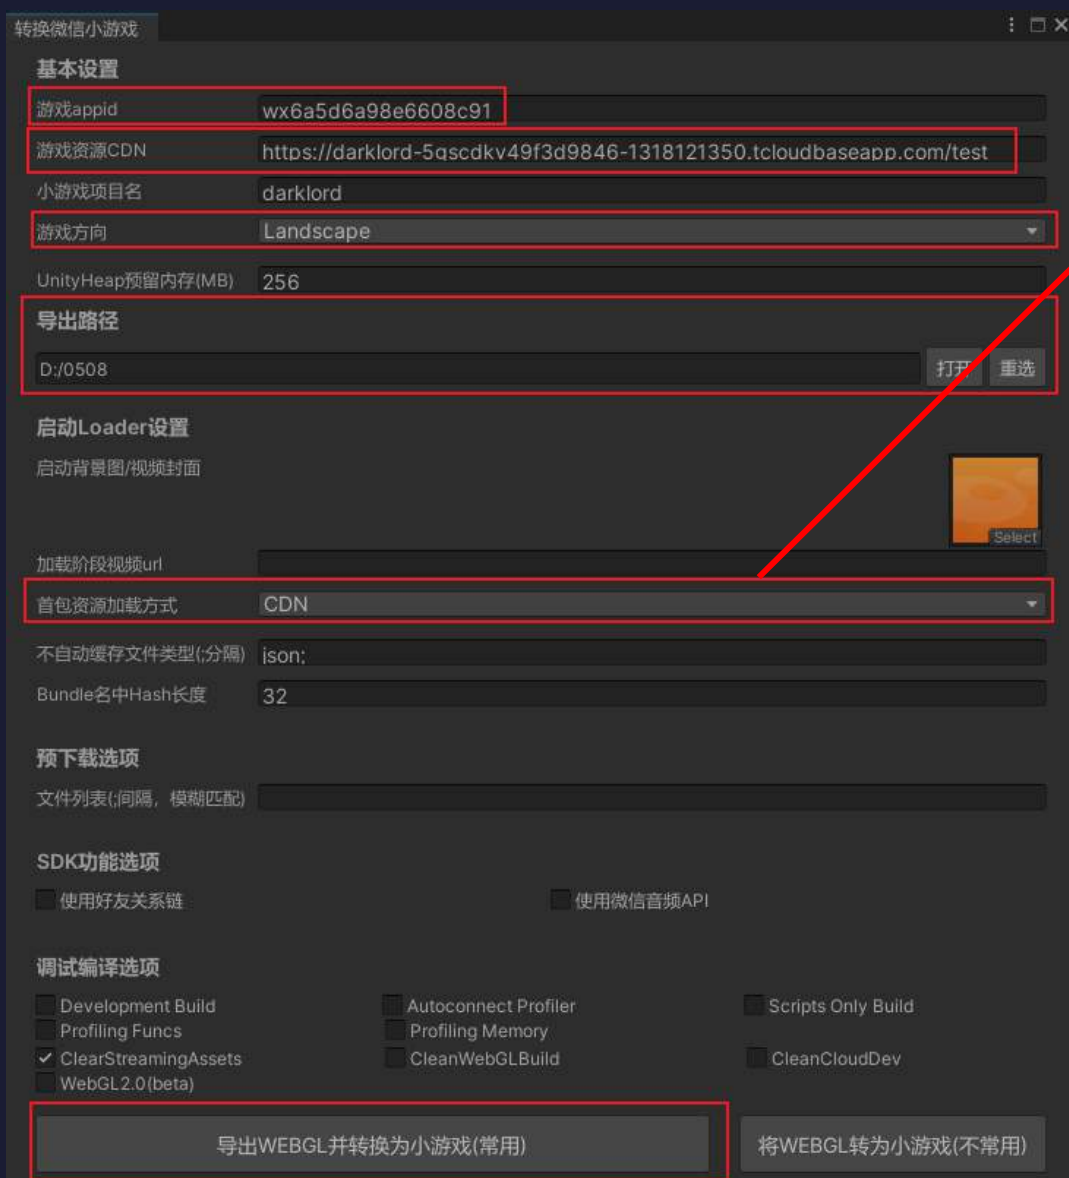 转换微信小游戏
基本设置
游戏appid wx6a5d6a98e6608c91
游戏资源CDN https://darklord-5gscdkv49f3d9846-1318121350.tcloudbaseapp.com/test
小游戏项目名 darklord
游戏方向 Landscape
UnityHeap预留内存(MB) 256
导出路径
D:/0508 打开 重选
启动Loader设置
启动背景图/视频封面
Select
加载阶段视频url
首包资源加载方式 CDN
不自动缓存文件类型(;分隔) json;
Bundle名中Hash长度 32
预下载选项
文件列表(;间隔，模糊匹配)
SDK功能选项
使用好友关系链 使用微信音频API
调试编译选项
Development Build Autoconnect Profiler Scripts Only Build
Profiling Funcs Profiling Memory
ClearStreamingAssets CleanWebGLBuild CleanCloudDev
WebGL2.0(beta)
导出WEBGL并转换为小游戏(常用) 将WEBGL转为小游戏(不常用)